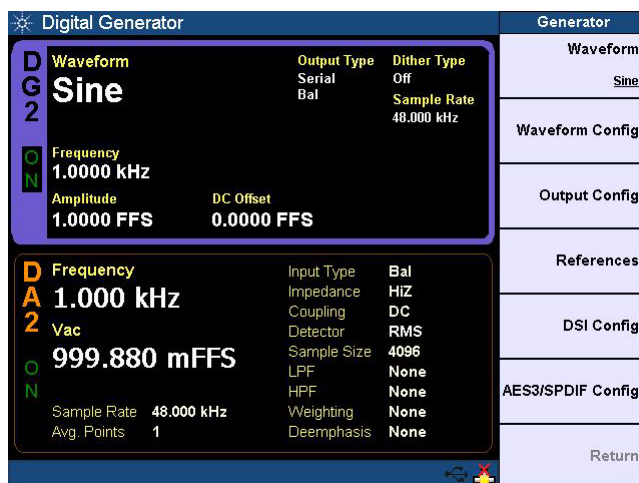 Digital Generator
Generator
DG2
ON
Waveform
Sine
Output Type
Serial
Bal
Dither Type
Off
Sample Rate
48.000 kHz
Frequency
1.0000 kHz
Amplitude
1.0000 FFS
DC Offset
0.0000 FFS
DA2
ON
Frequency
1.000 kHz
Vac
999.880 mFFS
Sample Rate 48.000 kHz
Avg. Points 1
Input Type Bal
Impedance HiZ
Coupling DC
Detector RMS
Sample Size 4096
LPF None
HPF None
Weighting None
Deemphasis None
Waveform
Sine
Waveform Config
Output Config
References
DSI Config
AES3/SPDIF Config
Return